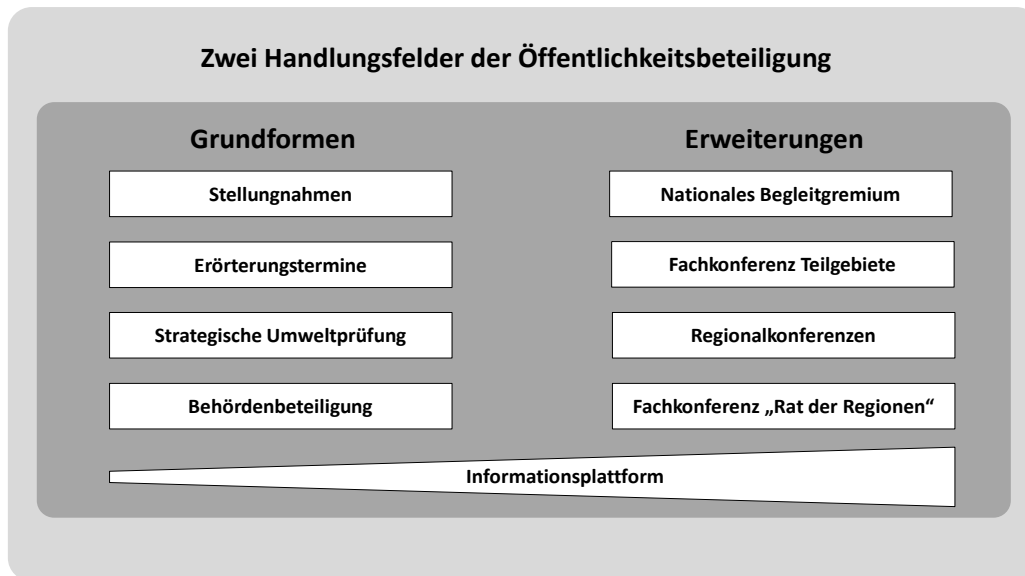 Zwei Handlungsfelder der Öffentlichkeitsbeteiligung
Grundformen
Stellungnahmen
Erörterungstermine
Strategische Umweltprüfung
Behördenbeteiligung
Erweiterungen
Nationales Begleitgremium
Fachkonferenz Teilgebiete
Regionalkonferenzen
Fachkonferenz „Rat der Regionen“
Informationsplattform